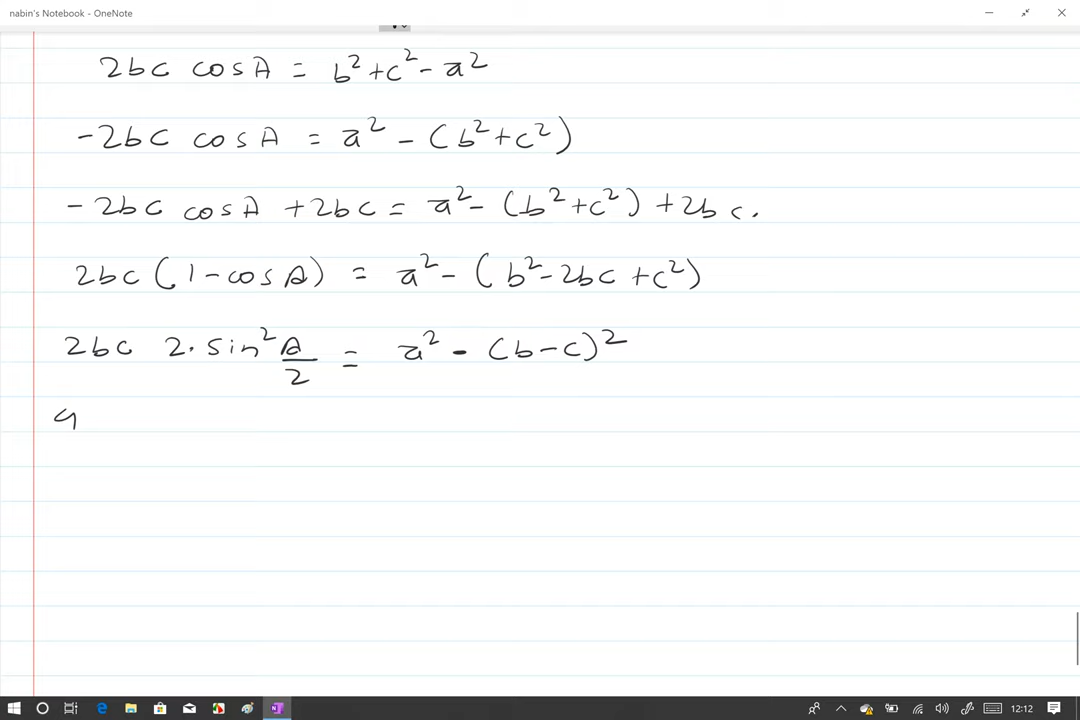 nabin's Notebook - OneNote
2bc cosA = b²+c²-a²
-2bc cosA = a² - (b²+c²)
-2bc cosA +2bc = a² - (b²+c²) +2bc.
2bc (1-cosA) = a² - (b²-2bc+c²)
2bc 2·sin² A/2 = a² - (b-c)²
4
12:12